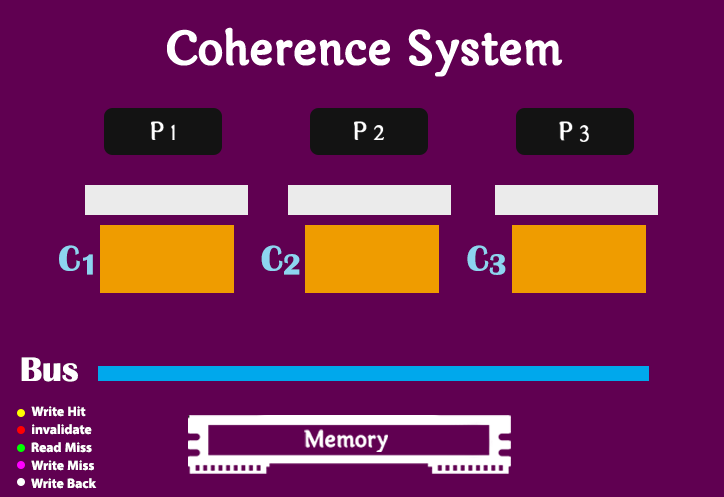 Coherence System
P 1 P 2 P 3
C1 C2 C3
Bus
Write Hit
invalidate
Read Miss
Write Miss
Write Back
Memory